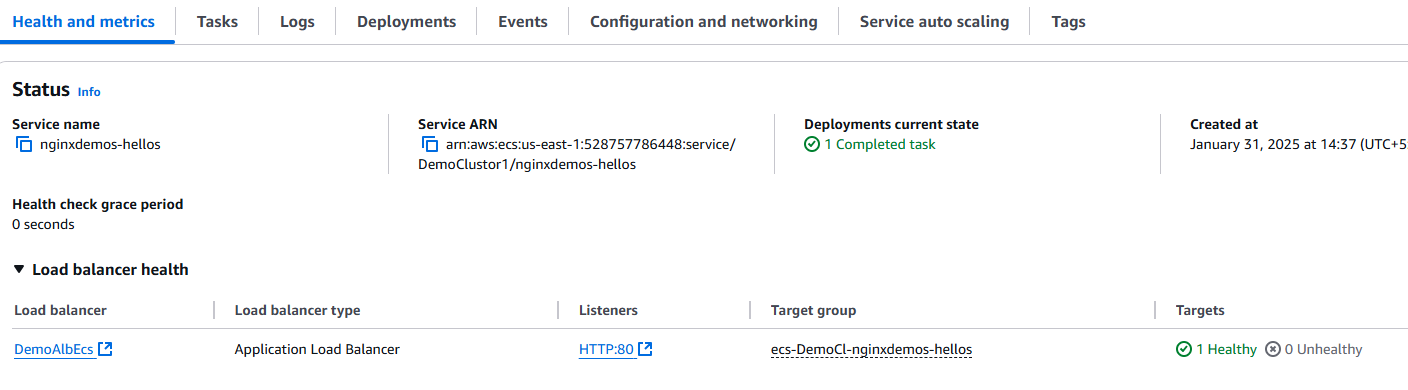 Health and metrics Tasks Logs Deployments Events Configuration and networking Service auto scaling Tags
Status Info
Service name Service ARN Deployments current state Created at
nginxdemos-hellos arn:aws:ecs:us-east-1:528757786448:service/ 1 Completed task January 31, 2025 at 14:37 (UTC+5
DemoClustor1/nginxdemos-hellos
Health check grace period
0 seconds
Load balancer health
Load balancer Load balancer type Listeners Target group Targets
DemoAlbEcs Application Load Balancer HTTP:80 ecs-DemoCl-nginxdemos-hellos 1 Healthy 0 Unhealthy